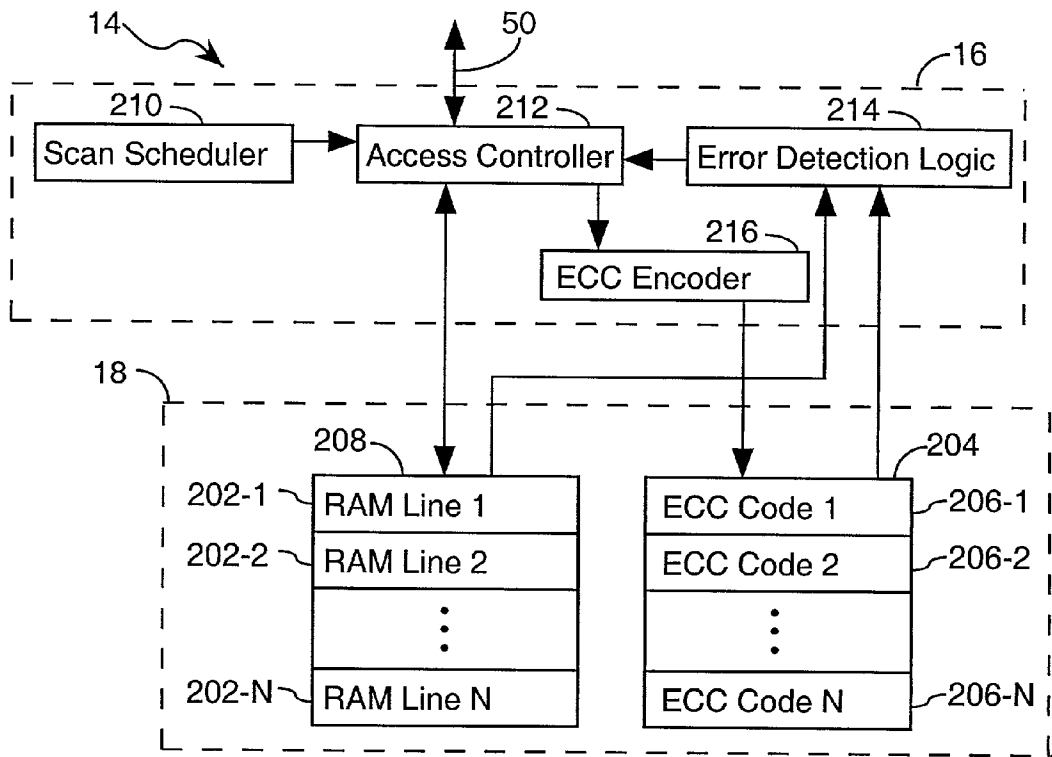 14
50
16
210
212
214
Scan Scheduler
Access Controller
Error Detection Logic
216
ECC Encoder
18
208
204
202-1
RAM Line 1
ECC Code 1
206-1
202-2
RAM Line 2
ECC Code 2
206-2
202-N
RAM Line N
ECC Code N
206-N